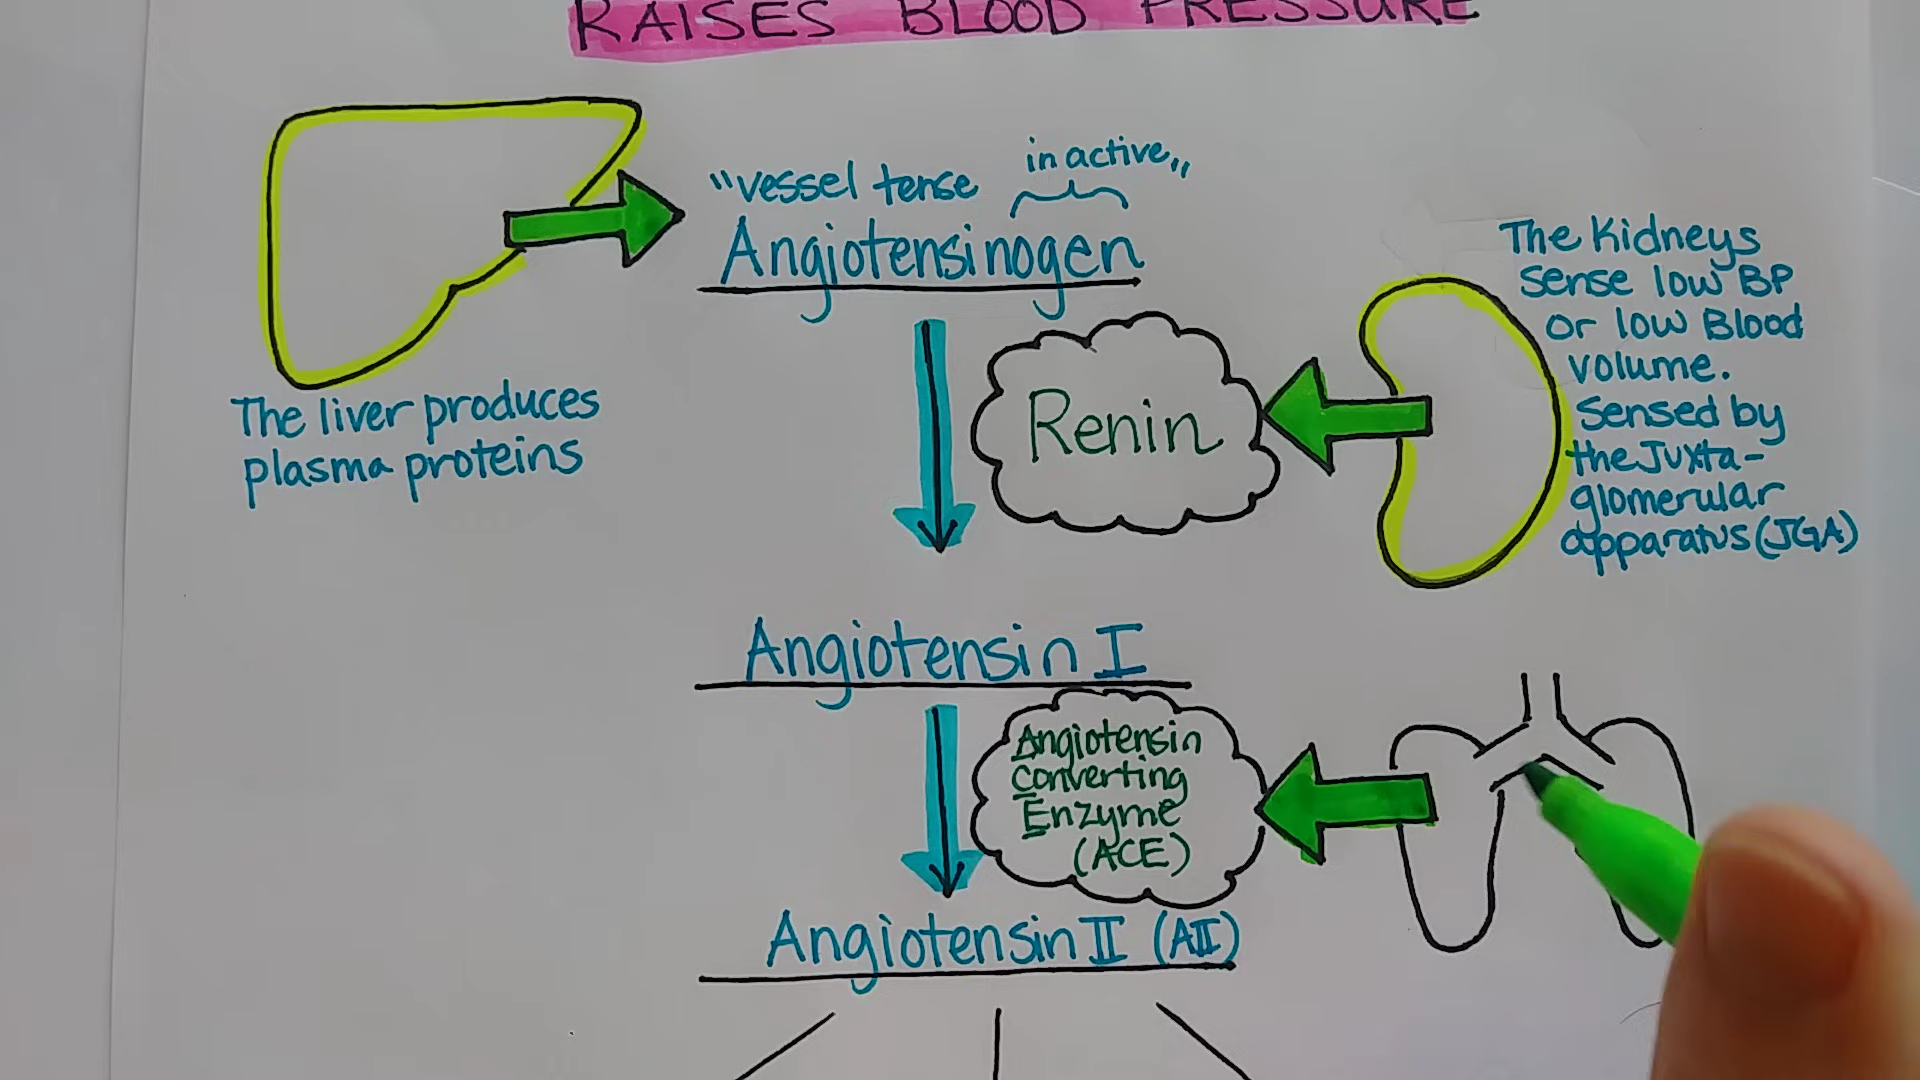 RAISES BLOOD PRESSURE
"vessel tense inactive"
Angiotensinogen
The liver produces
plasma proteins
Renin
The Kidneys
sense low BP
or low Blood
volume.
Sensed by
the Juxta-
glomerular
apparatus (JGA)
Angiotensin I
Angiotensin
Converting
Enzyme
(ACE)
Angiotensin II (AII)